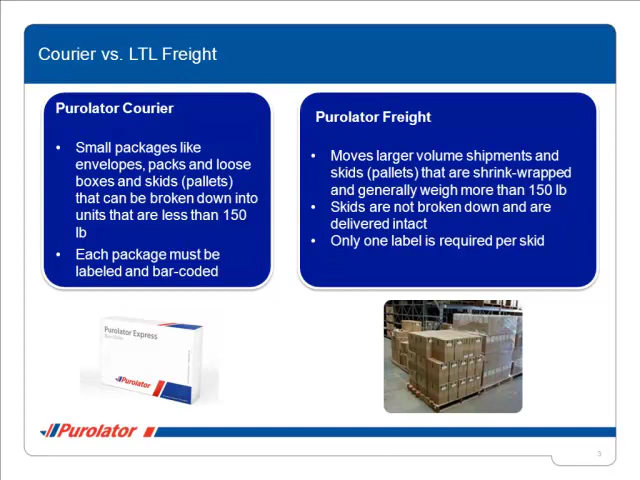 Courier vs. LTL Freight
Purolator Courier
• Small packages like
envelopes, packs and loose
boxes and skids (pallets)
that can be broken down into
units that are less than 150
lb
• Each package must be
labeled and bar-coded
Purolator Freight
• Moves larger volume shipments and
skids (pallets) that are shrink-wrapped
and generally weigh more than 150 lb
• Skids are not broken down and are
delivered intact
• Only one label is required per skid
Purolator Express
Purolator
Purolator
3